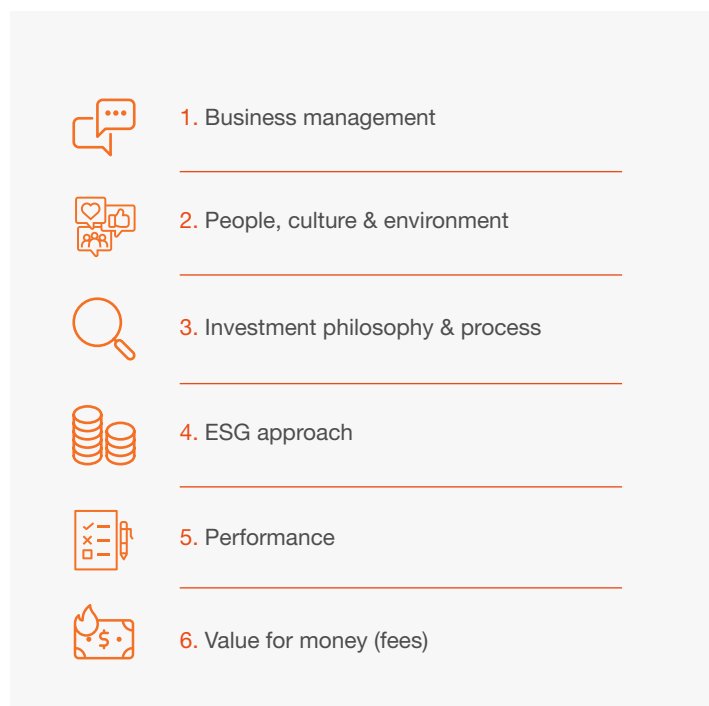 1. Business management
2. People, culture & environment
3. Investment philosophy & process
4. ESG approach
5. Performance
$
6. Value for money (fees)